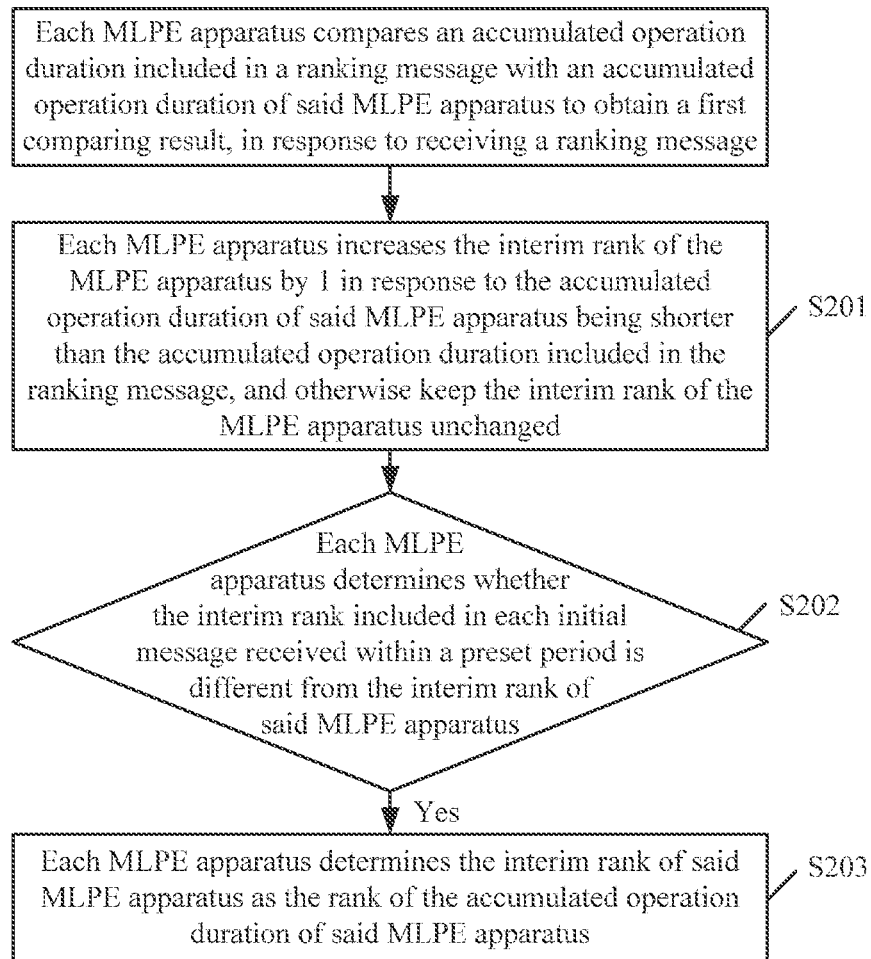 Each MLPE apparatus compares an accumulated operation
duration included in a ranking message with an accumulated
operation duration of said MLPE apparatus to obtain a first
comparing result, in response to receiving a ranking message
Each MLPE apparatus increases the interim rank of the
MLPE apparatus by 1 in response to the accumulated
operation duration of said MLPE apparatus being shorter
than the accumulated operation duration included in the
ranking message, and otherwise keep the interim rank of the
MLPE apparatus unchanged
S201
Each MLPE
apparatus determines whether
the interim rank included in each initial
message received within a preset period is
different from the interim rank of
said MLPE apparatus
S202
Yes
Each MLPE apparatus determines the interim rank of said
MLPE apparatus as the rank of the accumulated operation
duration of said MLPE apparatus
S203